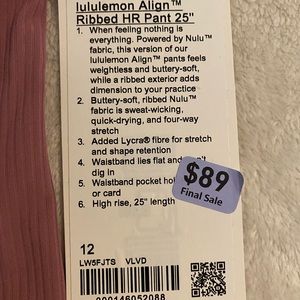 lululemon Align™
Ribbed HR Pant 25"
1. When feeling nothing is
everything. Powered by Nulu™
fabric, this version of our
lululemon Align™ pants feels
weightless and buttery-soft,
while a ribbed exterior adds
dimension to your practice
2. Buttery-soft, ribbed Nulu™
fabric is sweat-wicking,
quick-drying, and four-way
stretch
3. Added Lycra® fibre for stretch
and shape retention
4. Waistband lies flat and
dig in
5. Waistband pocket
or card
6. High rise, 25" length
$89
Final Sale
12
LW5FJTS VLVD